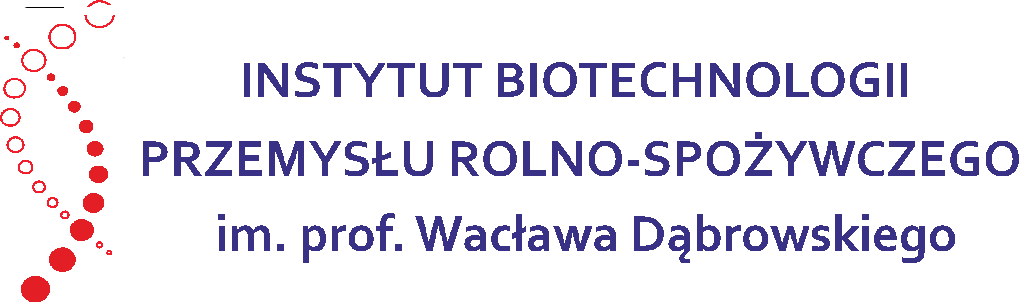 INSTYTUT BIOTECHNOLOGII
PRZEMYSŁU ROLNO-SPOŻYWCZEGO
im. prof. Wacława Dąbrowskiego